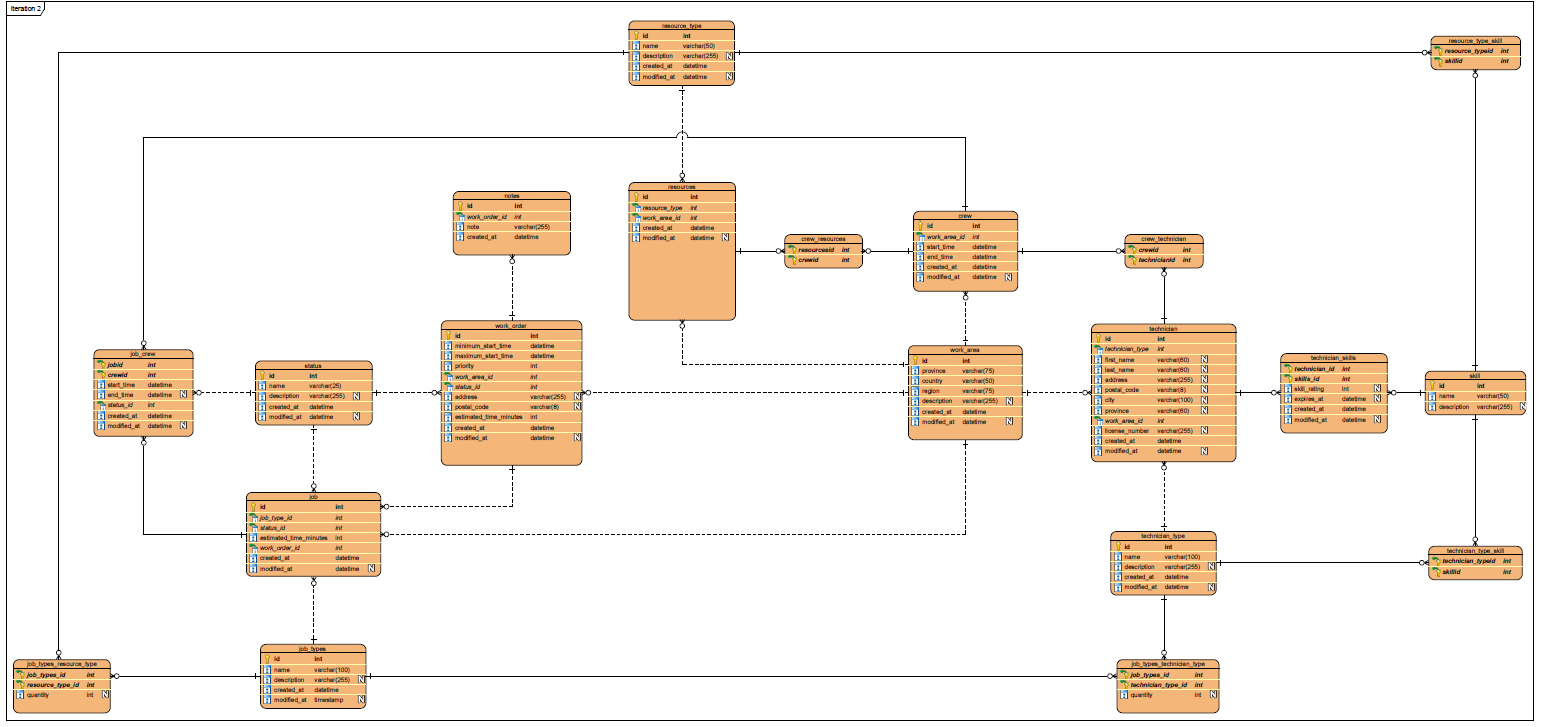 Iteration 2
resource_type
id int
name varchar(50)
description varchar(255) N
created_at datetime
modified_at datetime N
resource_type_skill
resource_typeid int
skillid int
notes
id int
work_order_id int
note varchar(255)
created_at datetime
resources
id int
resource_type int
work_area_id int
created_at datetime
modified_at datetime N
crew_resources
resourcesid int
crewid int
crew
id int
work_area_id int
start_time datetime
end_time datetime
created_at datetime
modified_at datetime N
crew_technician
crewid int
technicianid int
job_crew
jobid int
crewid int
start_time datetime
end_time datetime N
status_id int
created_at datetime
modified_at datetime N
status
id int
name varchar(25)
description varchar(255) N
created_at datetime
modified_at datetime N
work_order
id int
minimum_start_time datetime
maximum_start_time datetime
priority int
work_area_id int
status_id int
address varchar(255) N
postal_code varchar(8) N
estimated_time_minutes int
created_at datetime
modified_at datetime N
work_area
id int
province varchar(75)
country varchar(50)
region varchar(75)
description varchar(255) N
created_at datetime
modified_at datetime N
technician
id int
technician_type int
first_name varchar(60) N
last_name varchar(60) N
address varchar(255) N
postal_code varchar(8) N
city varchar(100) N
province varchar(60) N
work_area_id int
license_number varchar(255) N
created_at datetime
modified_at datetime N
technician_skills
technician_id int
skills_id int
skill_rating int N
expires_at datetime N
created_at datetime
modified_at datetime N
skill
id int
name varchar(50)
description varchar(255) N
job
id int
job_type_id int
status_id int
estimated_time_minutes int
work_order_id int
created_at datetime
modified_at datetime N
technician_type
id int
name varchar(100)
description varchar(255) N
created_at datetime
modified_at datetime N
technician_type_skill
technician_typeid int
skillid int
job_types_resource_type
job_types_id int
resource_type_id int
quantity int N
job_types
id int
name varchar(100)
description varchar(255) N
created_at datetime
modified_at timestamp N
job_types_technician_type
job_types_id int
technician_type_id int
quantity int N